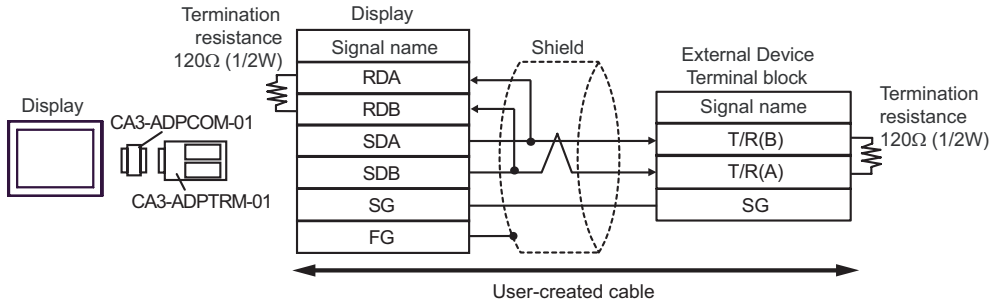 Termination
resistance
120Ω (1/2W)
Display
Signal name
RDA
RDB
SDA
SDB
SG
FG
Shield
External Device
Terminal block
Signal name
T/R(B)
T/R(A)
SG
Termination
resistance
120Ω (1/2W)
Display
CA3-ADPCOM-01
CA3-ADPTRM-01
User-created cable